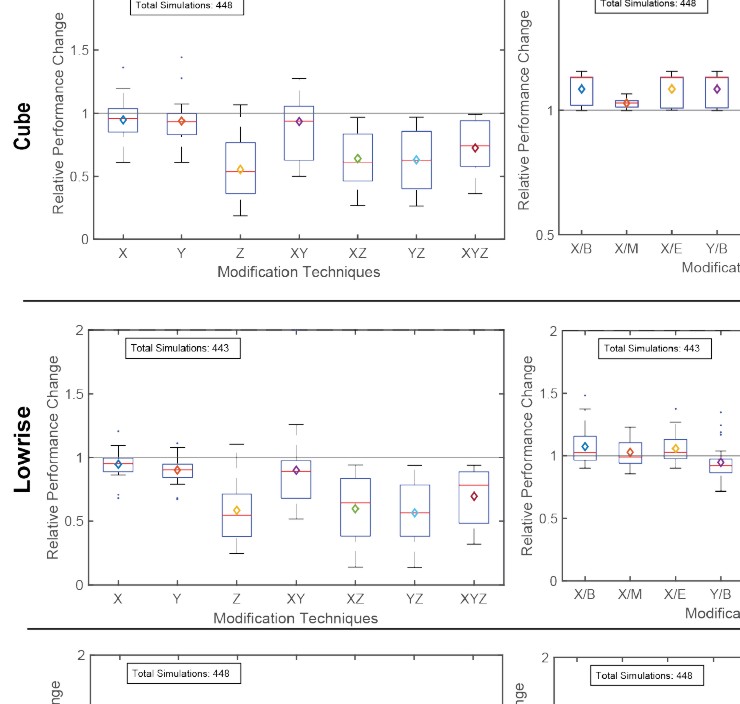 Total Simulations: 448
Total Simulations: 448
Cube
Relative Performance Change
1.5
1
0.5
0
X Y Z XY XZ YZ XYZ
Modification Techniques
Relative Performance Change
1
0.5
X/B X/M X/E Y/B
Modificat
Lowrise
Relative Performance Change
2
1.5
1
0.5
0
Total Simulations: 443
X Y Z XY XZ YZ XYZ
Modification Techniques
Relative Performance Change
2
1.5
1
0.5
0
Total Simulations: 443
X/B X/M X/E Y/B
Modifica
2
Total Simulations: 448
nge
2
Total Simulations: 448
nge